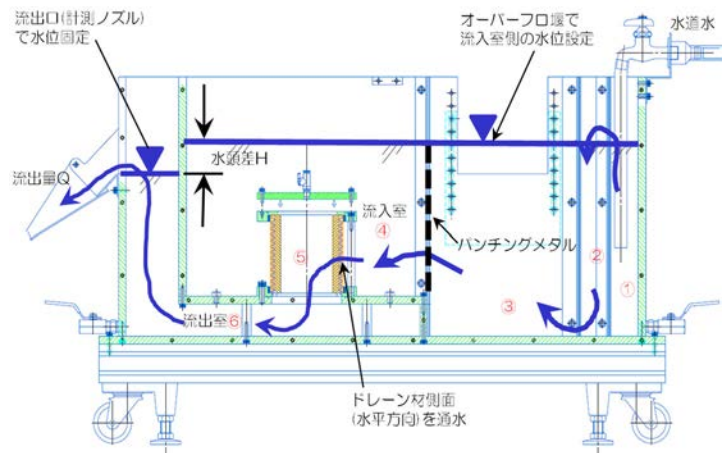 流出口(計測ノズル)
で水位固定
オーバーフロ堰で
流入室側の水位設定
水道水
水頭差H
流出量Q
流入室
④
パンチングメタル
⑤
②
①
③
流出室⑥
ドレーン材側面
(水平方向)を通水